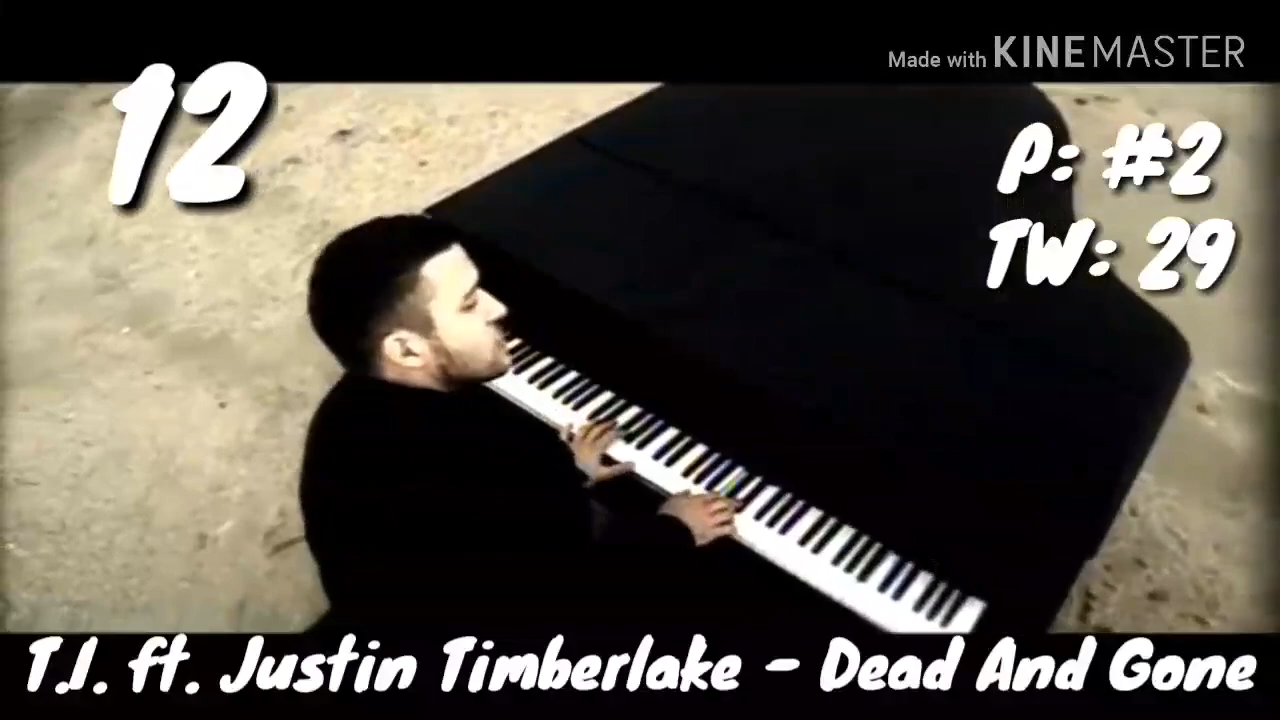 Made with KINEMASTER
12
P: #2
TW: 29
T.I. ft. Justin Timberlake - Dead And Gone